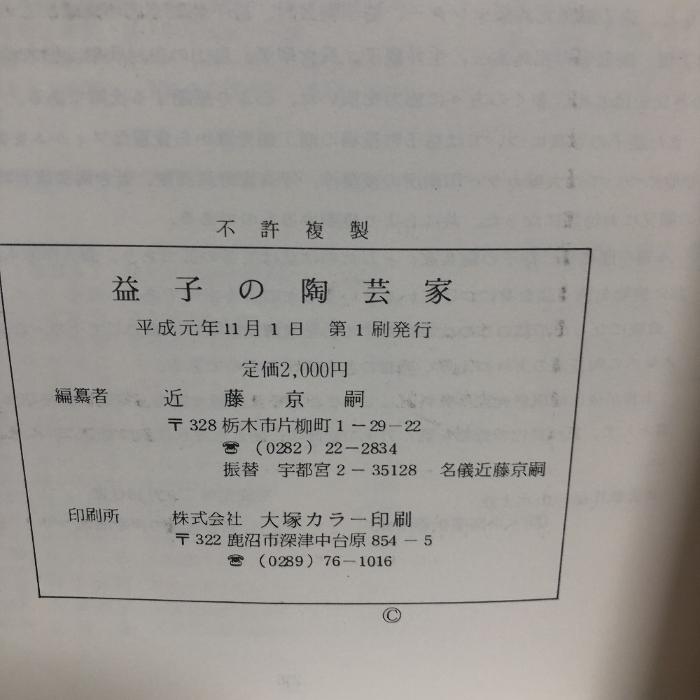 不許複製
益子の陶芸家
平成元年11月1日 第1刷発行
定価2,000円
編纂者 近藤京嗣
〒328 栃木市片柳町1-29-22
☎ (0282) 22-2834
振替 宇都宮2-35128 名儀近藤京嗣
印刷所 株式会社 大塚カラー印刷
〒322 鹿沼市深津中台原854-5
☎ (0289) 76-1016
©